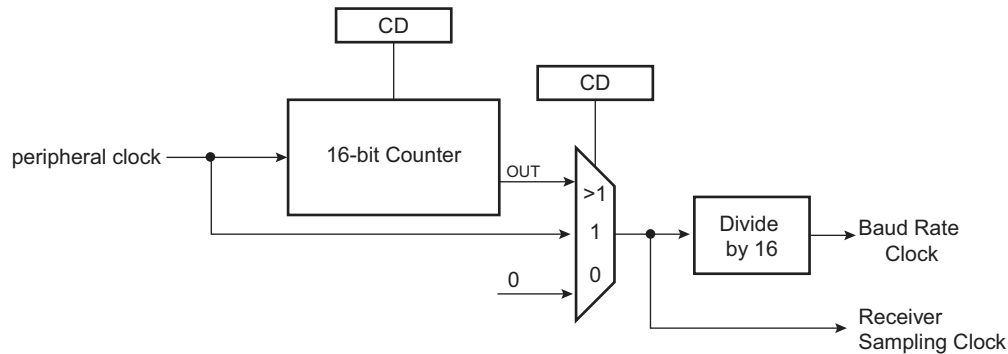 CD
CD
peripheral clock
16-bit Counter
OUT
>1
1
0
0
Divide
by 16
Baud Rate
Clock
Receiver
Sampling Clock